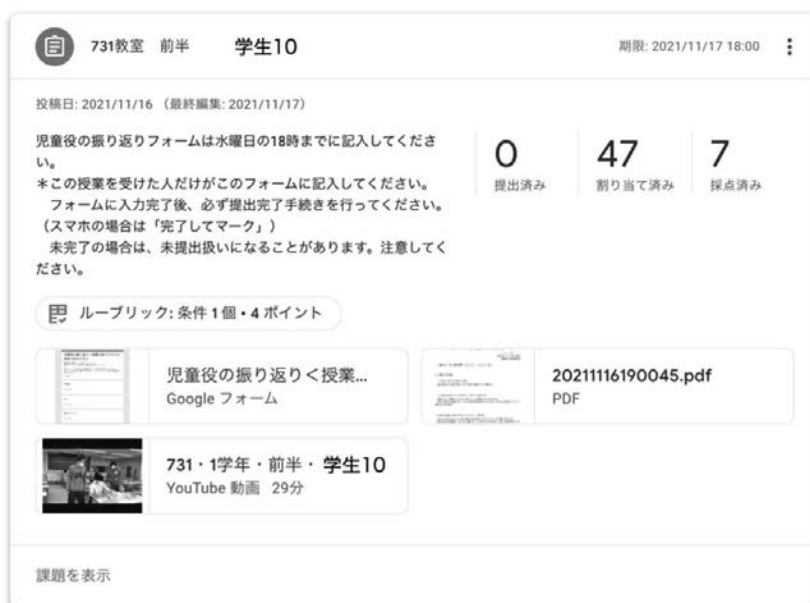 731教室 前半 学生10
期限: 2021/11/17 18:00
投稿日: 2021/11/16 （最終編集: 2021/11/17）
児童役の振り返りフォームは水曜日の18時までに記入してくださ
い。
＊この授業を受けた人だけがこのフォームに記入してください。
フォームに入力完了後、必ず提出完了手続きを行ってください。
（スマホの場合は「完了してマーク」）
未完了の場合は、未提出扱いになることがあります。注意してく
ださい。
0
提出済み
47
割り当て済み
7
採点済み
ルーブリック: 条件 1 個 • 4 ポイント
児童役の振り返り＜授業...
Google フォーム
20211116190045.pdf
PDF
731・1学年・前半・ 学生10
YouTube 動画 29分
課題を表示